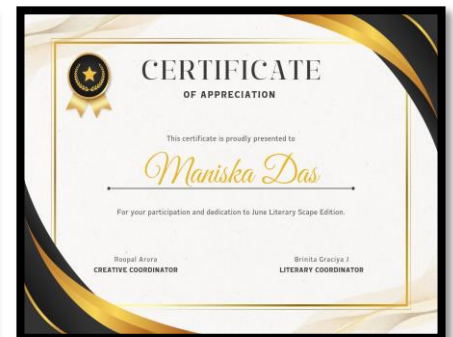 CERTIFICATE
OF APPRECIATION
This certificate is proudly presented to
Maniska Das
For your participation and dedication to June Literary Scape Edition.
Roopal Arora
CREATIVE COORDINATOR
Brinita Graciya J
LITERARY COORDINATOR